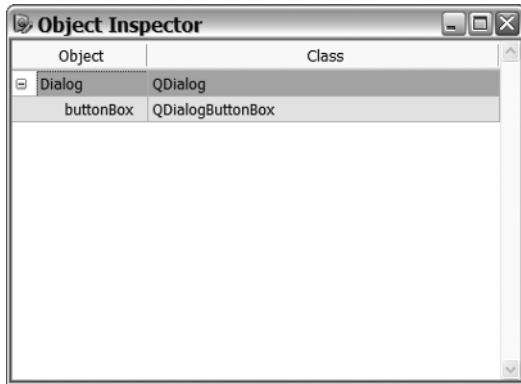 Object Inspector
Object Class
Dialog QDialog
buttonBox QDialogButtonBox